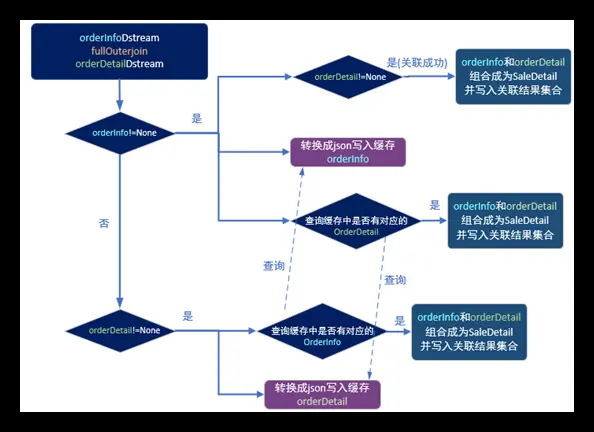 orderInfoDstream
fullOuterjoin
orderDetailDstream
是(关联成功)
orderDetail!=None
orderInfo和orderDetail
组合成为SaleDetail
并写入关联结果集合
orderInfo!=None
是
转换成json写入缓存
orderInfo
否
查询缓存中是否有对应的
OrderDetail
是
orderInfo和orderDetail
组合成为SaleDetail
并写入关联结果集合
查询
查询
orderDetail!=None
是
查询缓存中是否有对应的
OrderInfo
是
orderInfo和orderDetail
组合成为SaleDetail
并写入关联结果集合
转换成json写入缓存
orderDetail